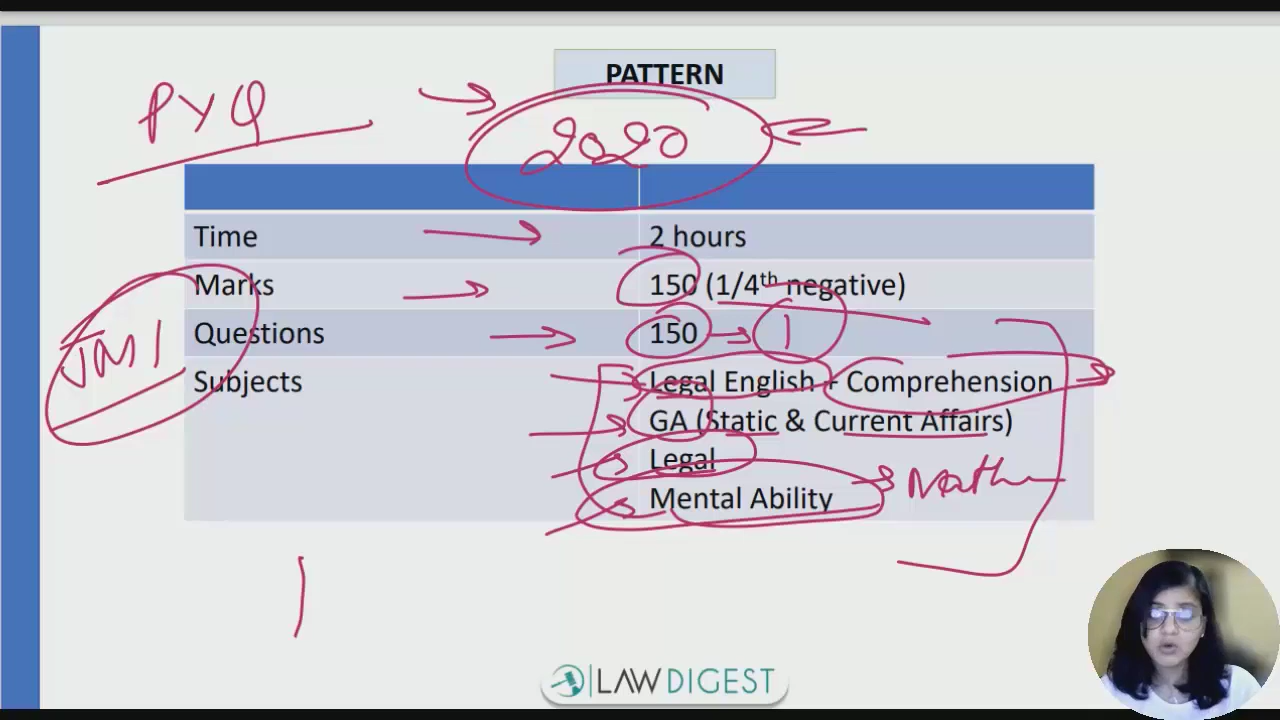 PATTERN
PYQ
2020
Time 2 hours
Marks 150 (1/4th negative)
Questions 150 1
JMI
Subjects Legal English + Comprehension
GA (Static & Current Affairs)
Legal
Mental Ability
LAWDIGEST